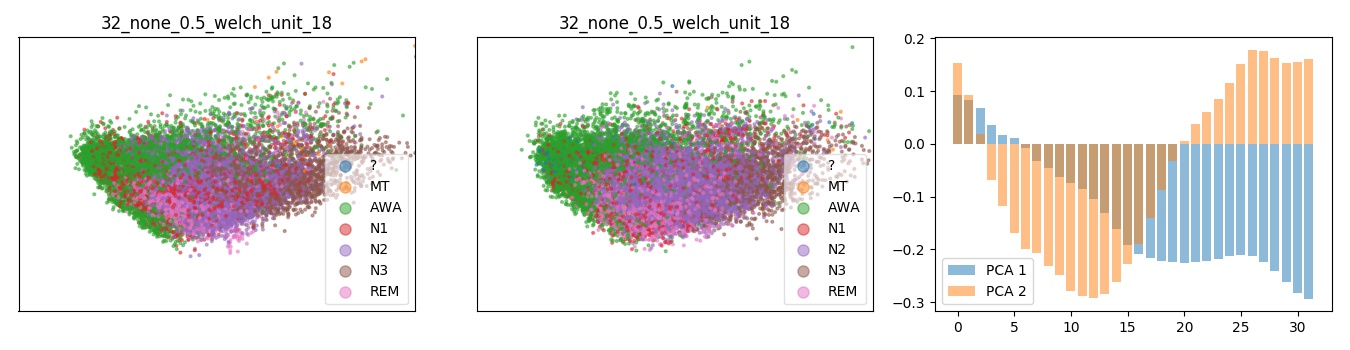 32_none_0.5_welch_unit_18
?
MT
AWA
N1
N2
N3
REM
32_none_0.5_welch_unit_18
?
MT
AWA
N1
N2
N3
REM
0.2
0.1
0.0
−0.1
−0.2
−0.3
PCA 1
PCA 2
0 5 10 15 20 25 30